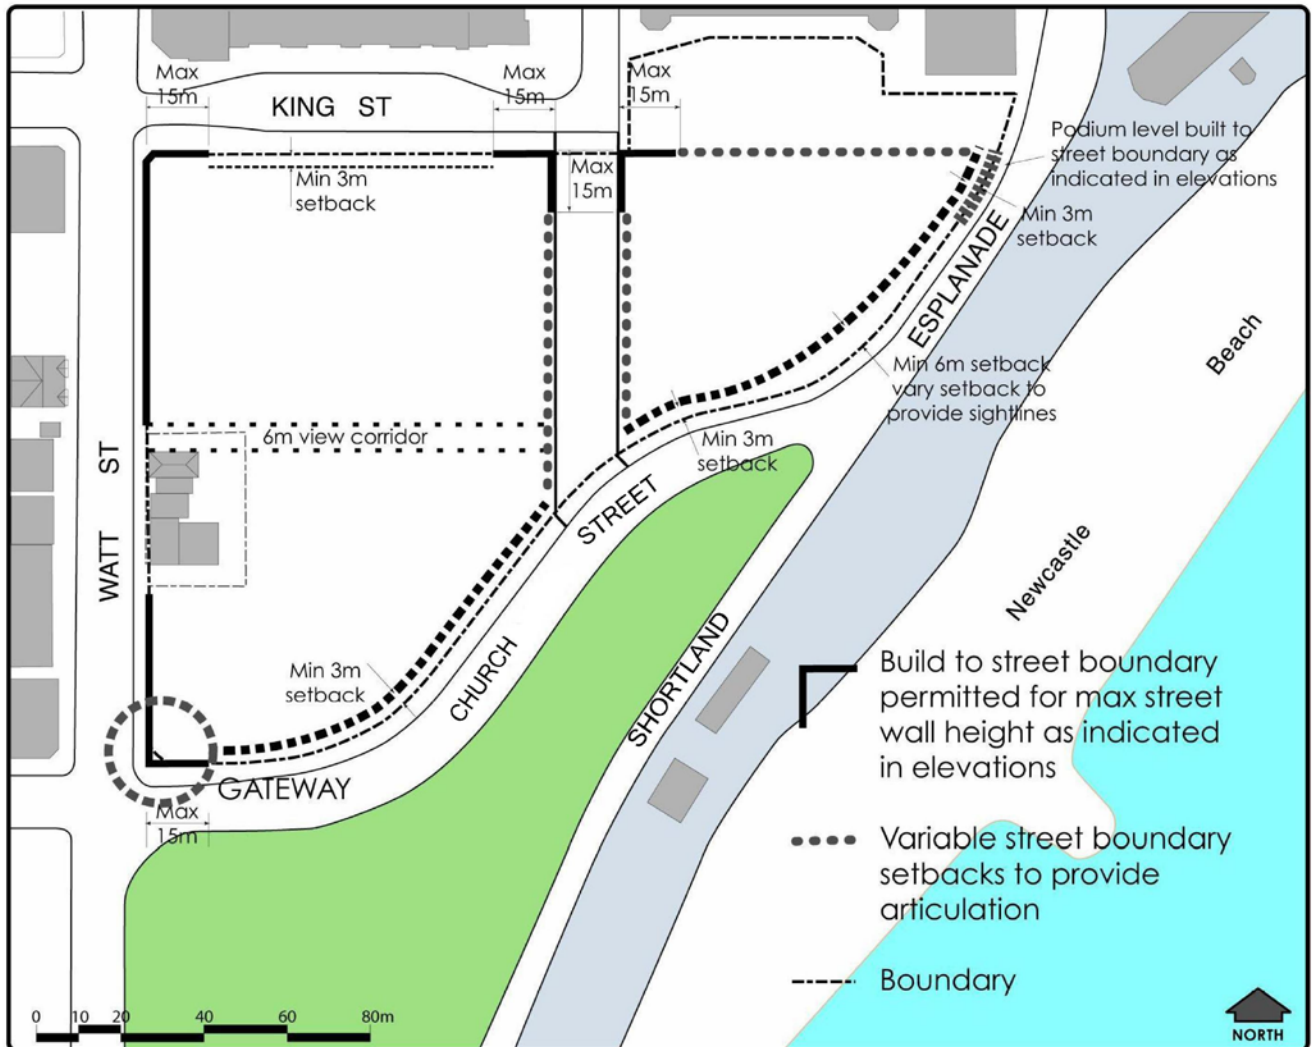 Max
15m
Max
15m
Max
15m
KING ST
Podium level built to
street boundary as
indicated in elevations
Min 3m
setback
Max
15m
Min 3m
setback
ESPLANADE
Beach
Min 6m setback
vary setback to
provide sightlines
6m view corridor
Min 3m
setback
WATT ST
STREET
Newcastle
Min 3m
setback
CHURCH
SHORTLAND
GATEWAY
Max
15m
Build to street boundary
permitted for max street
wall height as indicated
in elevations
Variable street boundary
setbacks to provide
articulation
Boundary
0 10 20 40 60 80m
NORTH